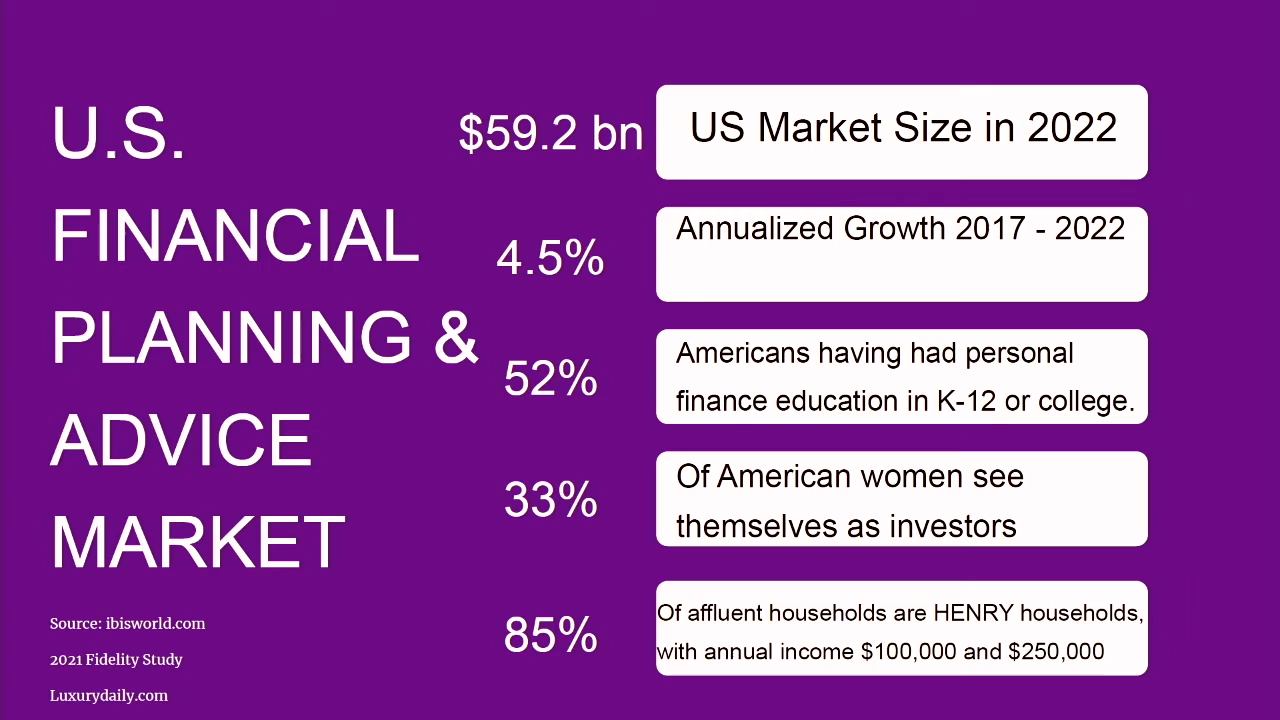 U.S.
FINANCIAL
PLANNING &
ADVICE
MARKET
Source: ibisworld.com
2021 Fidelity Study
Luxurydaily.com
$59.2 bn
US Market Size in 2022
4.5%
Annualized Growth 2017 - 2022
52%
Americans having had personal
finance education in K-12 or college.
33%
Of American women see
themselves as investors
85%
Of affluent households are HENRY households,
with annual income $100,000 and $250,000